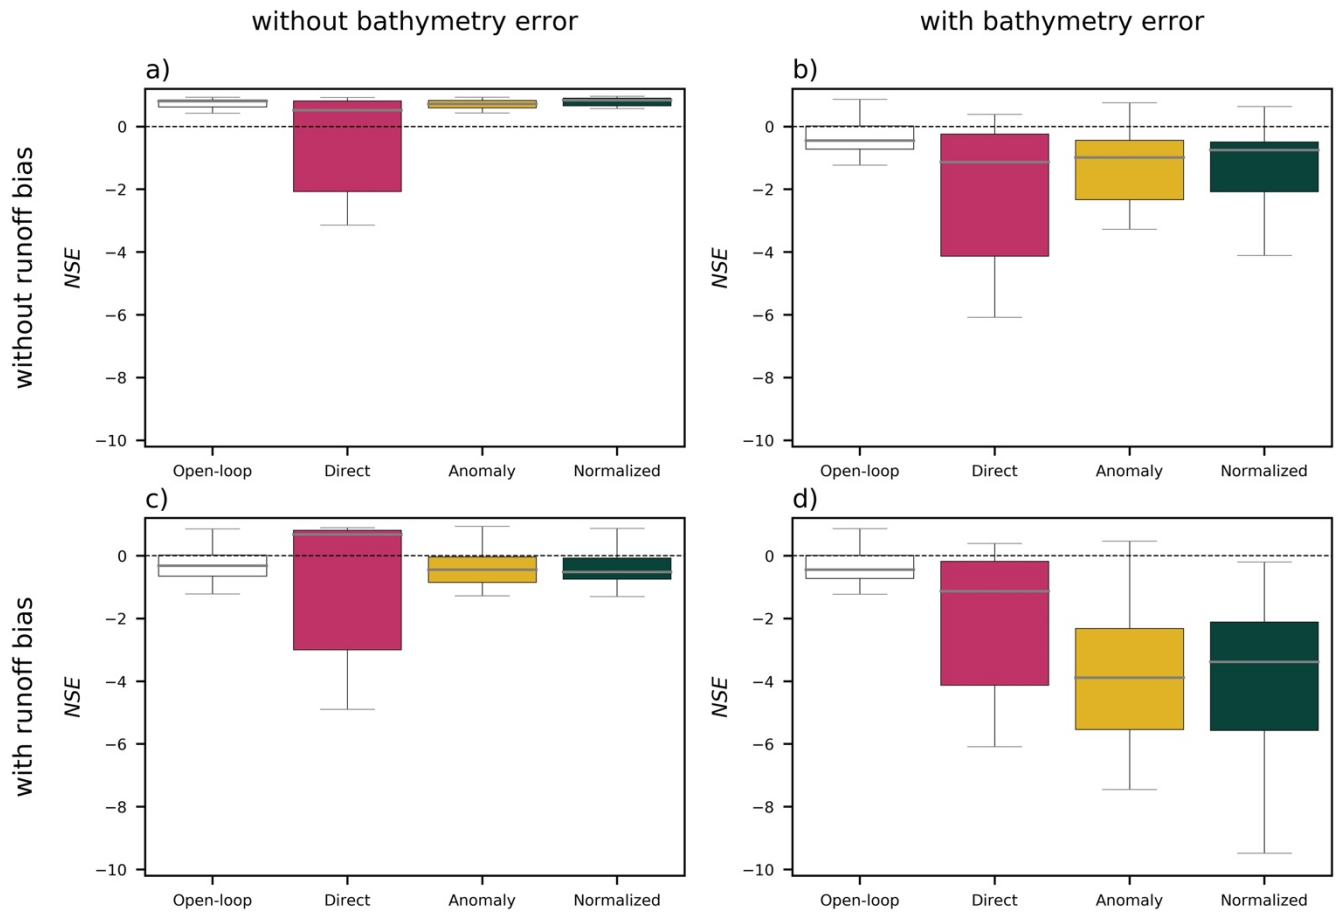 without bathymetry error
with bathymetry error
without runoff bias
a)
NSE
0
−2
−4
−6
−8
−10
Open-loop Direct Anomaly Normalized
b)
NSE
0
−2
−4
−6
−8
−10
Open-loop Direct Anomaly Normalized
with runoff bias
c)
NSE
0
−2
−4
−6
−8
−10
Open-loop Direct Anomaly Normalized
d)
NSE
0
−2
−4
−6
−8
−10
Open-loop Direct Anomaly Normalized